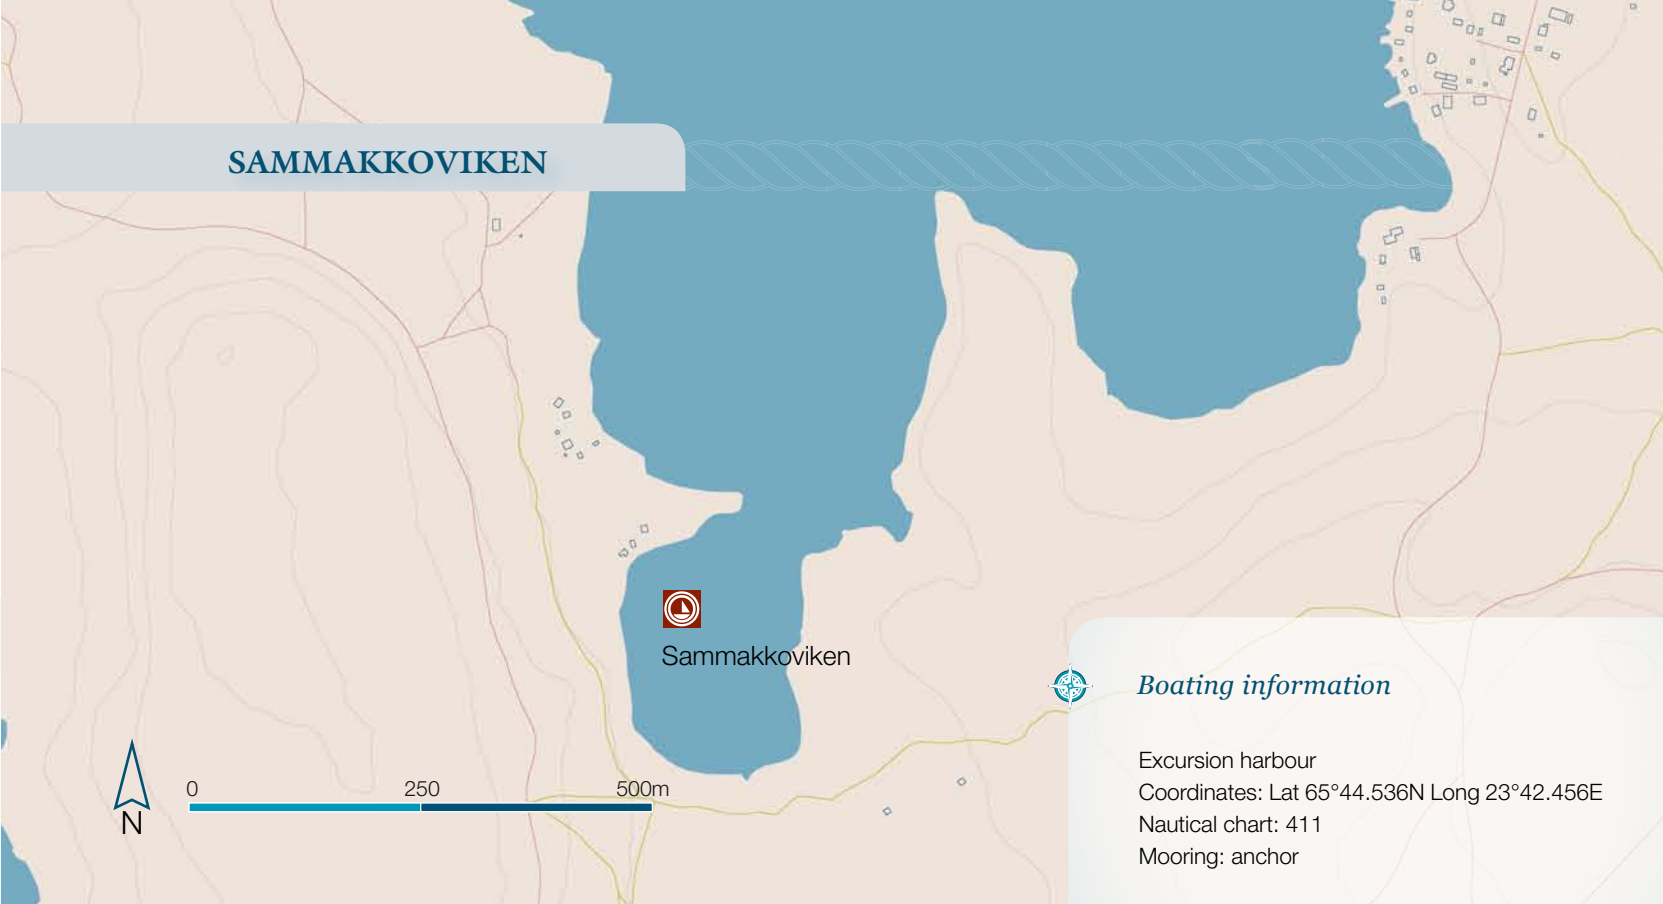 SAMMAKKOVIKEN
Sammakkoviken
0 250 500m
N
Boating information
Excursion harbour
Coordinates: Lat 65°44.536N Long 23°42.456E
Nautical chart: 411
Mooring: anchor